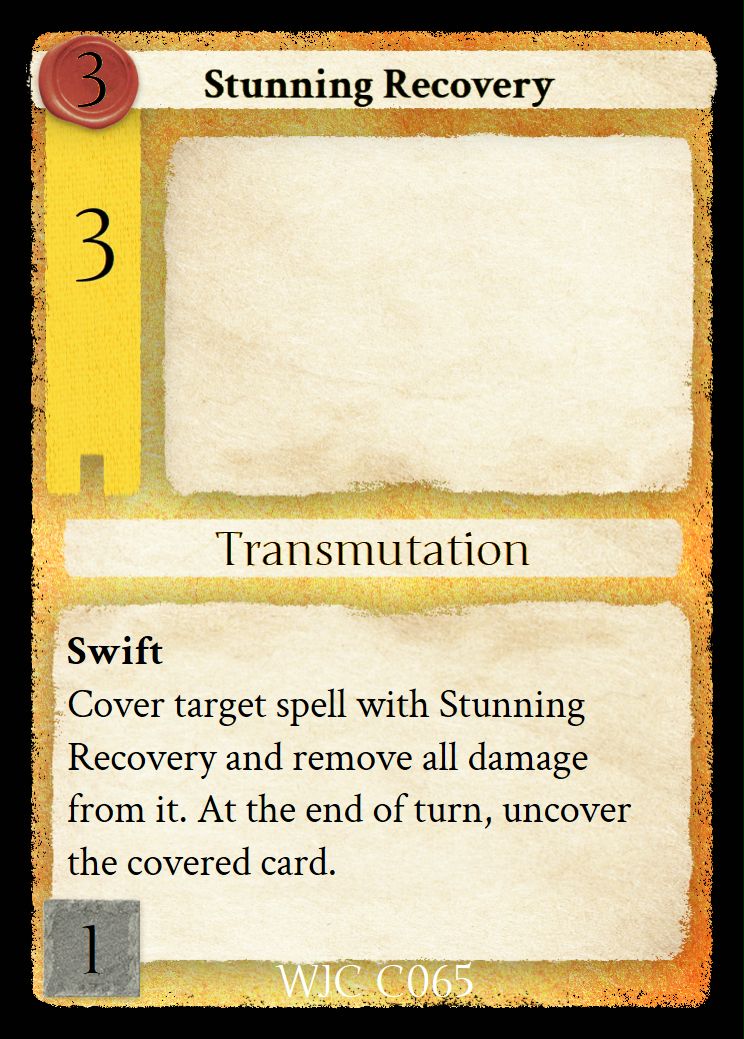 3
Stunning Recovery
3
Transmutation
Swift
Cover target spell with Stunning
Recovery and remove all damage
from it. At the end of turn, uncover
the covered card.
1
WJC C065